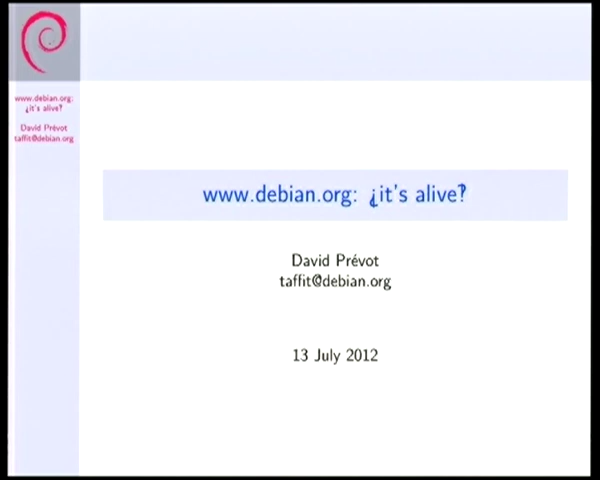 www.debian.org:
⸘it's alive‽
David Prévot
taffit@debian.org
www.debian.org: ⸘it's alive‽
David Prévot
taffit@debian.org
13 July 2012